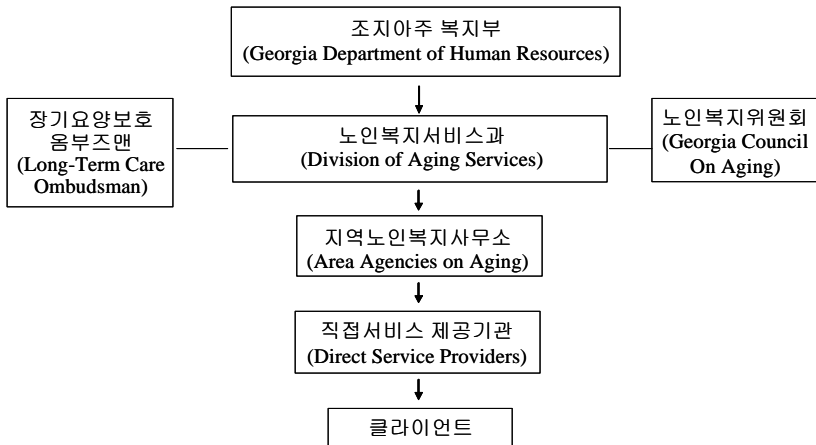 조지아주 복지부
(Georgia Department of Human Resources)
장기요양보호
옴부즈맨
(Long-Term Care
Ombudsman)
노인복지서비스과
(Division of Aging Services)
노인복지위원회
(Georgia Council
On Aging)
지역노인복지사무소
(Area Agencies on Aging)
직접서비스 제공기관
(Direct Service Providers)
클라이언트